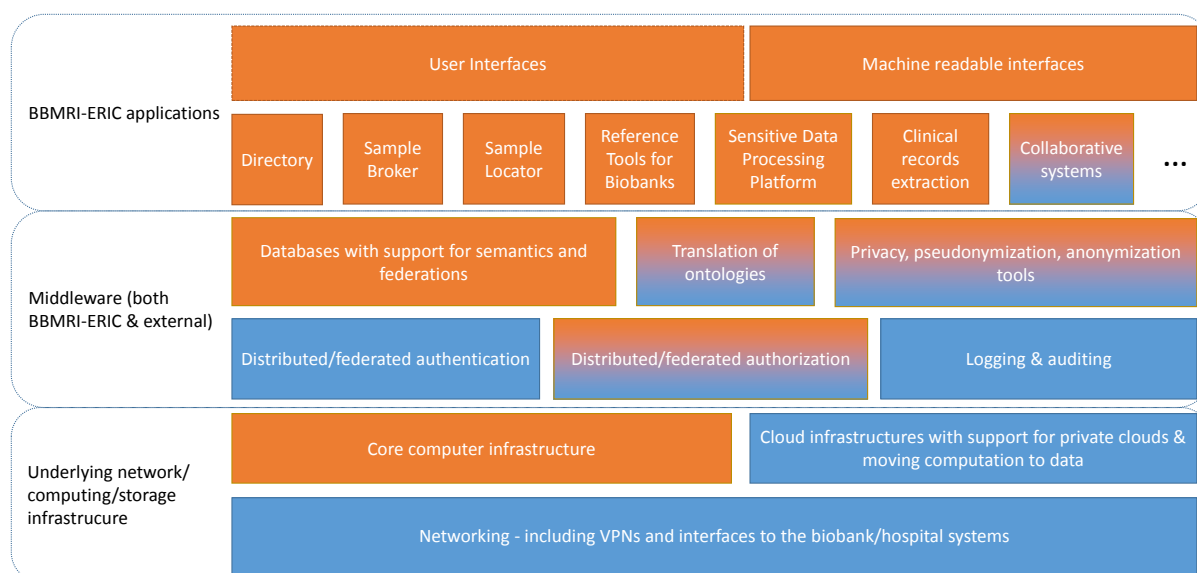 BBMRI-ERIC applications
User Interfaces
Machine readable interfaces
Directory
Sample
Broker
Sample
Locator
Reference
Tools for
Biobanks
Sensitive Data
Processing
Platform
Clinical
records
extraction
Collaborative
systems
...
Middleware (both
BBMRI-ERIC & external)
Databases with support for semantics and
federations
Translation of
ontologies
Privacy, pseudonymization, anonymization
tools
Distributed/federated authentication
Distributed/federated authorization
Logging & auditing
Underlying network/
computing/storage
infrastrucure
Core computer infrastructure
Cloud infrastructures with support for private clouds &
moving computation to data
Networking - including VPNs and interfaces to the biobank/hospital systems